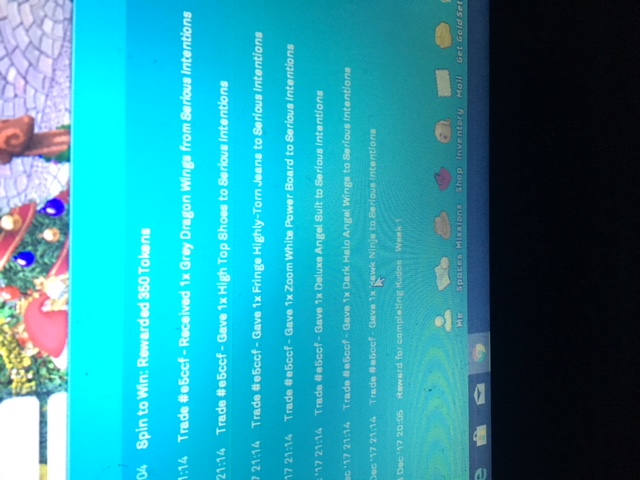 04 Spin to Win: Rewarded 350 Tokens
1:14 Trade #e5ccf - Received 1x Grey Dragon Wings from Serious Intentions
21:14 Trade #e5ccf - Gave 1x High Top Shoes to Serious Intentions
7 21:14 Trade #e5ccf - Gave 1x Fringe Highly-Torn Jeans to Serious Intentions
17 21:14 Trade #e5ccf - Gave 1x Zoom White Power Board to Serious Intentions
'17 21:14 Trade #e5ccf - Gave 1x Deluxe Angel Suit to Serious Intentions
ec '17 21:14 Trade #e5ccf - Gave 1x Dark Halo Angel Wings to Serious Intentions
Dec '17 21:14 Trade #e5ccf - Gave 1x Hawk Ninja to Serious Intentions
Dec '17 20:05 Reward for completing Kudos - Week 1
Me Spaces Missions Shop Inventory Mail Get Gold Set